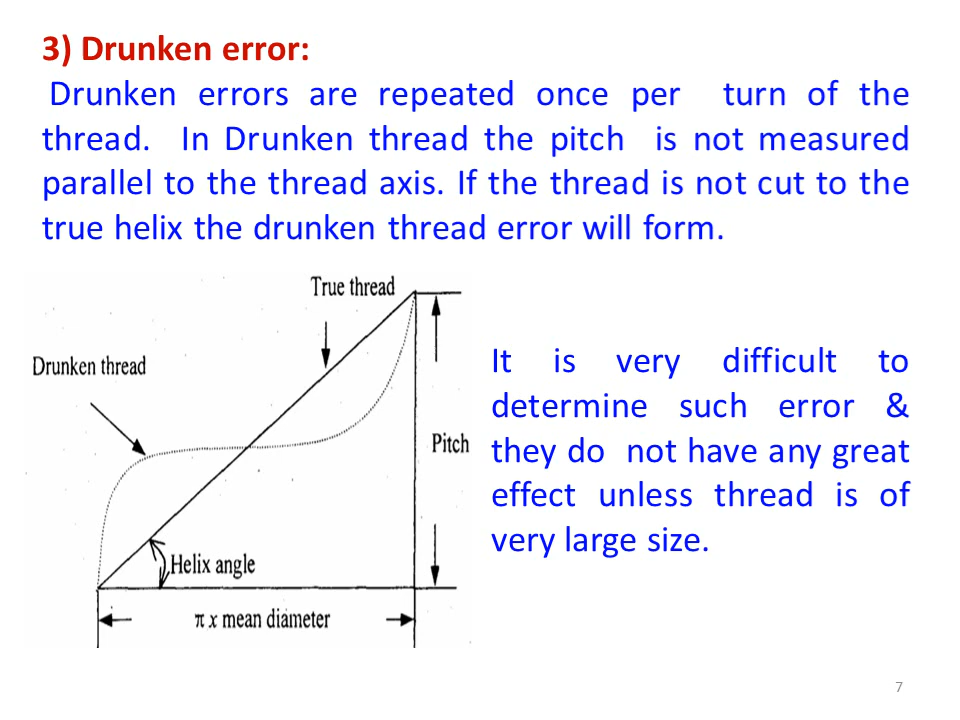 3) Drunken error:
Drunken errors are repeated once per turn of the
thread. In Drunken thread the pitch is not measured
parallel to the thread axis. If the thread is not cut to the
true helix the drunken thread error will form.
True thread
Drunken thread
Pitch
Helix angle
π x mean diameter
It is very difficult to
determine such error &
they do not have any great
effect unless thread is of
very large size.
7